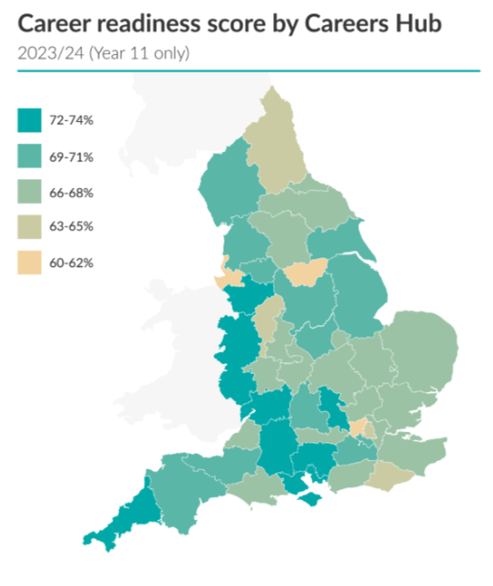 Career readiness score by Careers Hub
2023/24 (Year 11 only)
72-74%
69-71%
66-68%
63-65%
60-62%